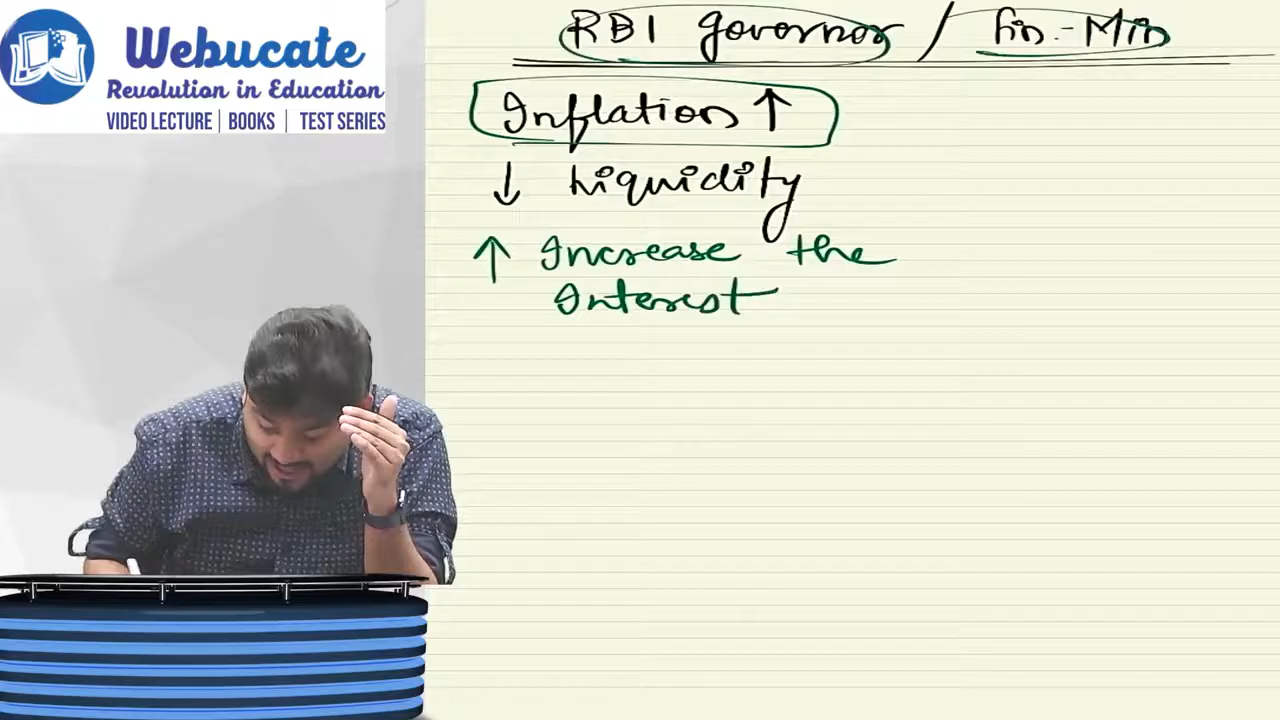 Webucate
Revolution in Education
VIDEO LECTURE | BOOKS | TEST SERIES
RBI governor / Fin.-Min
Inflation ↑
↓ Liquidity
↑ Increase the
Interest